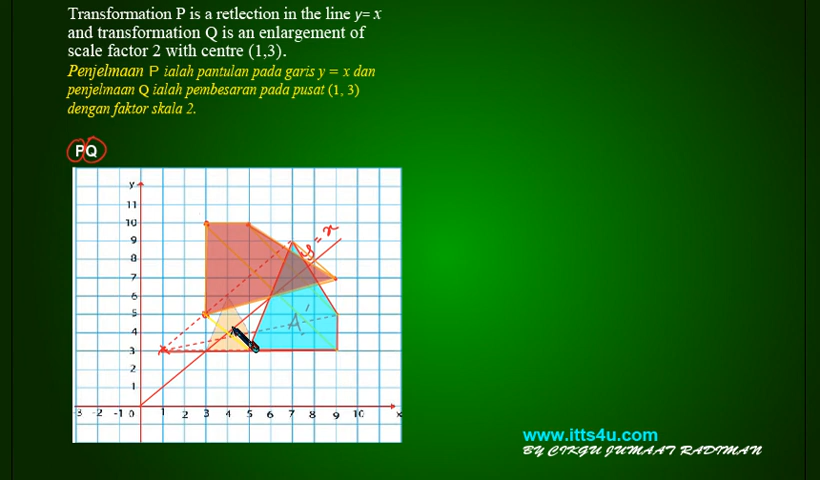 Transformation P is a retlection in the line y= x
and transformation Q is an enlargement of
scale factor 2 with centre (1,3).
Penjelmaan P ialah pantulan pada garis y = x dan
penjelmaan Q ialah pembesaran pada pusat (1, 3)
dengan faktor skala 2.
PQ
y
11
10
9
8
7
6
5
4
3
2
1
y = x
A'
-3 -2 -1 0 1 2 3 4 5 6 7 8 9 10 x
www.itts4u.com
BY CIKGU JUMAAT RADIMAN